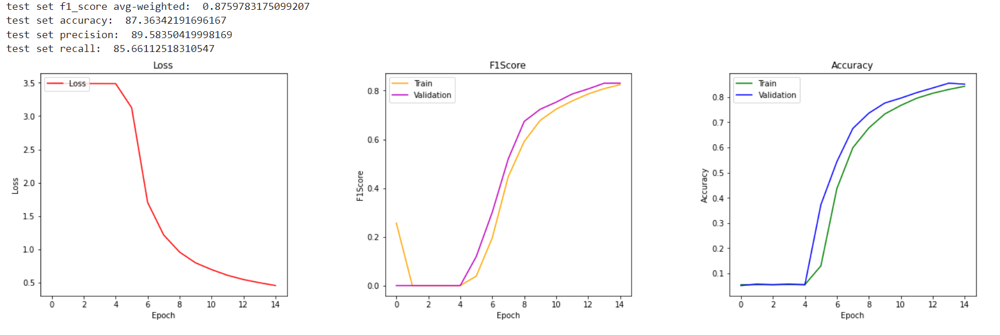 test set f1_score avg-weighted:  0.8759783175099207
test set accuracy:  87.36342191696167
test set precision:  89.58350419998169
test set recall:  85.66112518310547
Loss
Loss
3.5
3.0
2.5
2.0
1.5
1.0
0.5
Loss
0 2 4 6 8 10 12 14
Epoch
F1Score
Train
Validation
0.8
0.6
0.4
0.2
0.0
F1Score
0 2 4 6 8 10 12 14
Epoch
Accuracy
Train
Validation
0.8
0.7
0.6
0.5
0.4
0.3
0.2
0.1
Accuracy
0 2 4 6 8 10 12 14
Epoch